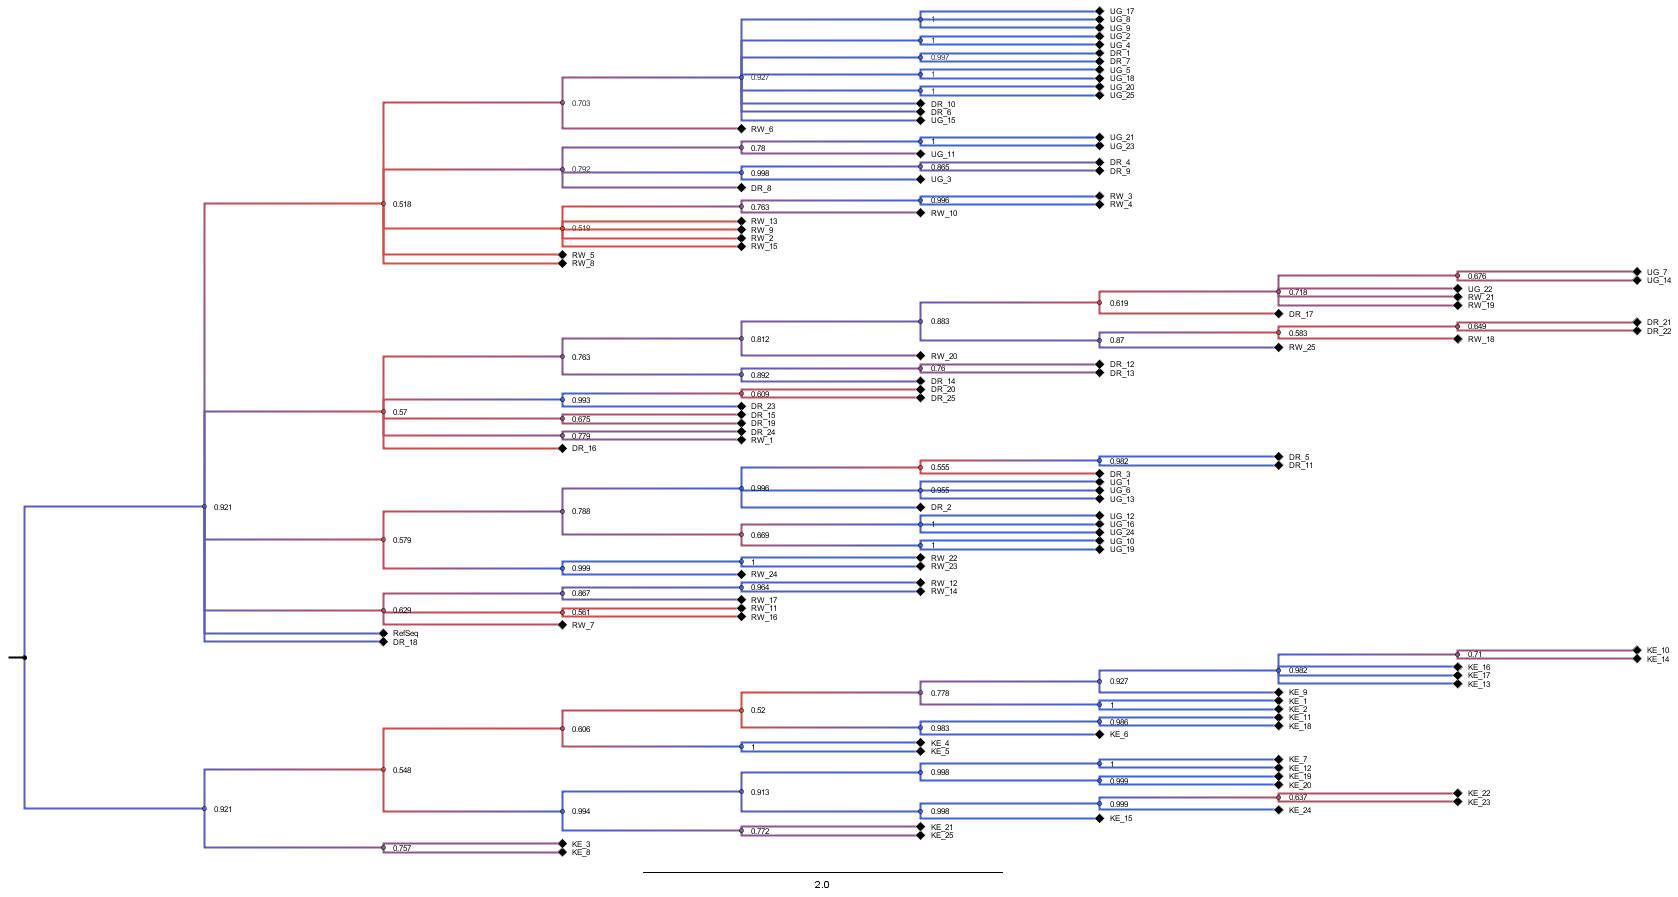 UG_17
UG_8
1
UG_9
UG_2
1
UG_4
DR_1
0.997
DR_7
UG_5
1
0.927
UG_18
UG_20
1
UG_25
0.703
DR_10
DR_6
UG_15
RW_6
UG_21
1
UG_23
0.78
UG_11
DR_4
0.865
0.792
DR_9
0.998
UG_3
DR_8
RW_3
0.996
RW_4
0.518
0.763
RW_10
RW_13
0.519
RW_9
RW_2
RW_15
RW_5
RW_8
UG_7
0.676
UG_14
UG_22
0.718
RW_21
0.619
RW_19
DR_17
0.883
DR_21
0.649
DR_22
0.583
0.812
RW_18
0.87
RW_25
0.763
RW_20
DR_12
0.76
DR_13
0.892
DR_14
DR_20
0.609
0.993
DR_25
DR_23
0.57
DR_15
0.675
DR_19
DR_24
0.779
RW_1
DR_16
DR_5
0.982
DR_11
0.555
DR_3
UG_1
0.996
0.955
UG_6
UG_13
0.921
DR_2
0.788
UG_12
1
UG_16
0.669
UG_24
0.579
UG_10
1
UG_19
RW_22
1
RW_23
0.999
RW_24
RW_12
0.964
RW_14
0.867
RW_17
0.629
RW_11
0.561
RW_16
RW_7
RefSeq
DR_18
KE_10
0.71
KE_14
KE_16
0.982
KE_17
0.927
KE_13
0.778
KE_9
KE_1
1
0.52
KE_2
KE_11
0.986
0.606
KE_18
0.983
KE_6
KE_4
1
KE_5
KE_7
1
0.548
KE_12
0.998
KE_19
0.999
KE_20
0.913
KE_22
0.637
KE_23
0.999
0.921
0.994
0.998
KE_24
KE_15
KE_21
0.772
KE_25
KE_3
0.757
KE_8
2.0